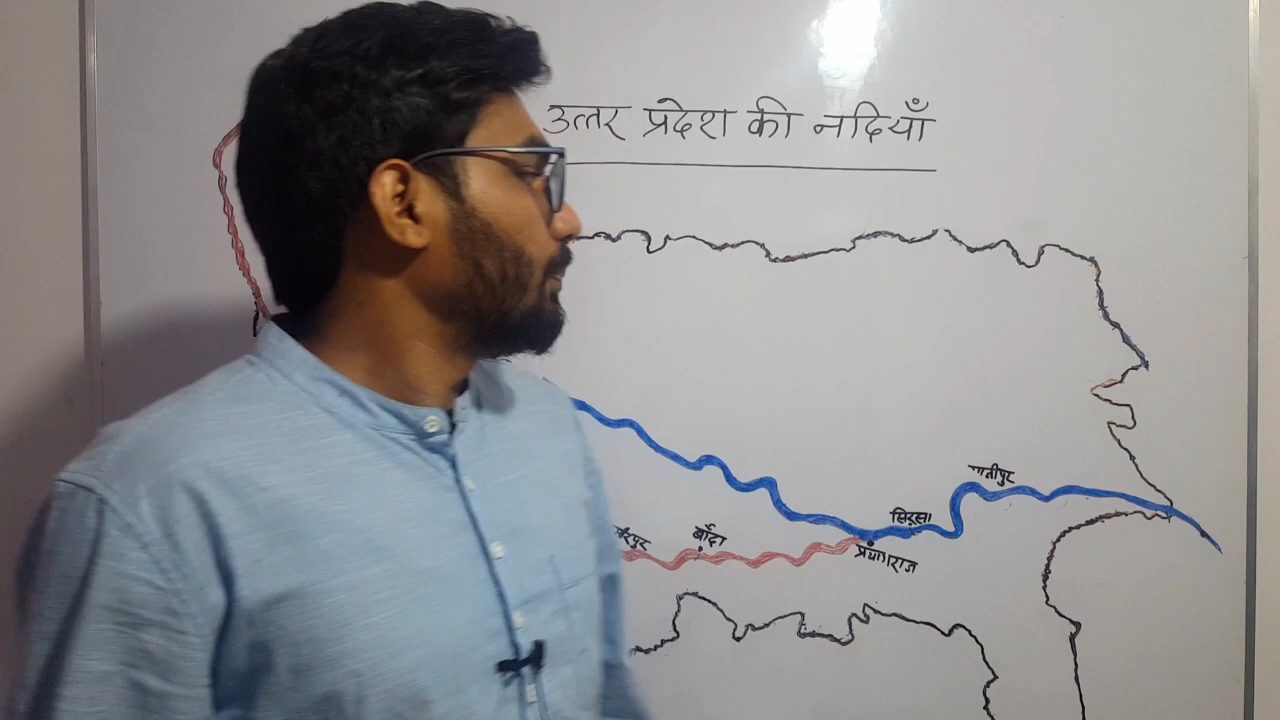 उत्तर प्रदेश की नदियाँ
सिरसा
बाँदा
प्रयागराज